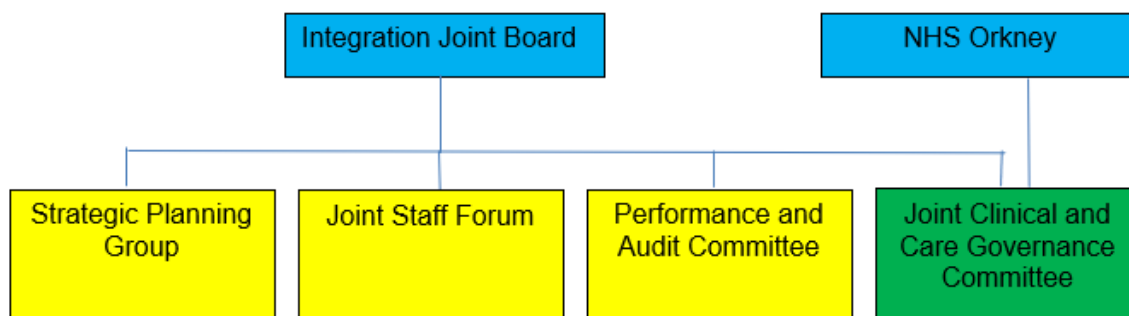 Integration Joint Board
NHS Orkney
Strategic Planning
Group
Joint Staff Forum
Performance and
Audit Committee
Joint Clinical and
Care Governance
Committee